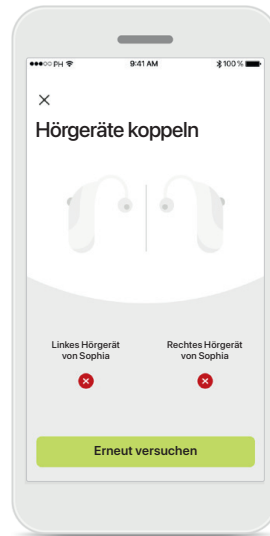 PH 9:41 AM 100 %
Hörgeräte koppeln
Linkes Hörgerät
von Sophia
Rechtes Hörgerät
von Sophia
Erneut versuchen